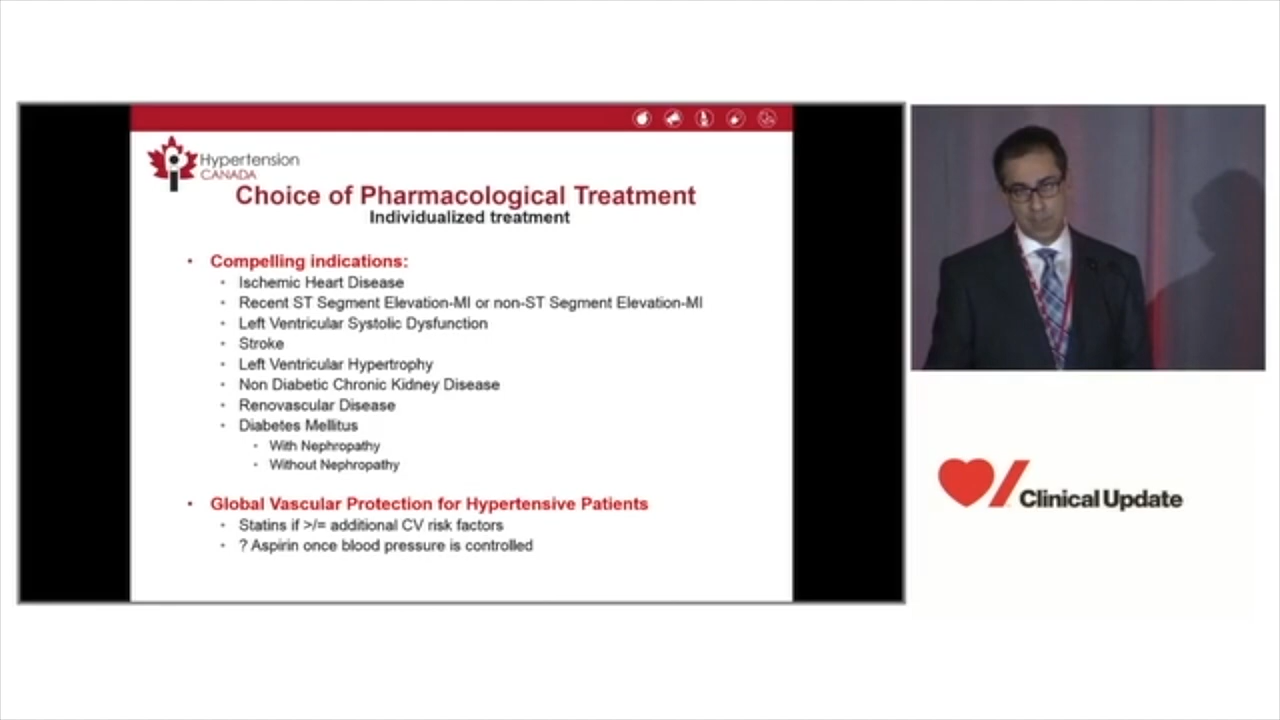 Hypertension
CANADA
Choice of Pharmacological Treatment
Individualized treatment
• Compelling indications:
• Ischemic Heart Disease
• Recent ST Segment Elevation-MI or non-ST Segment Elevation-MI
• Left Ventricular Systolic Dysfunction
• Stroke
• Left Ventricular Hypertrophy
• Non Diabetic Chronic Kidney Disease
• Renovascular Disease
• Diabetes Mellitus
• With Nephropathy
• Without Nephropathy
• Global Vascular Protection for Hypertensive Patients
• Statins if >/= additional CV risk factors
• ? Aspirin once blood pressure is controlled
Clinical Update